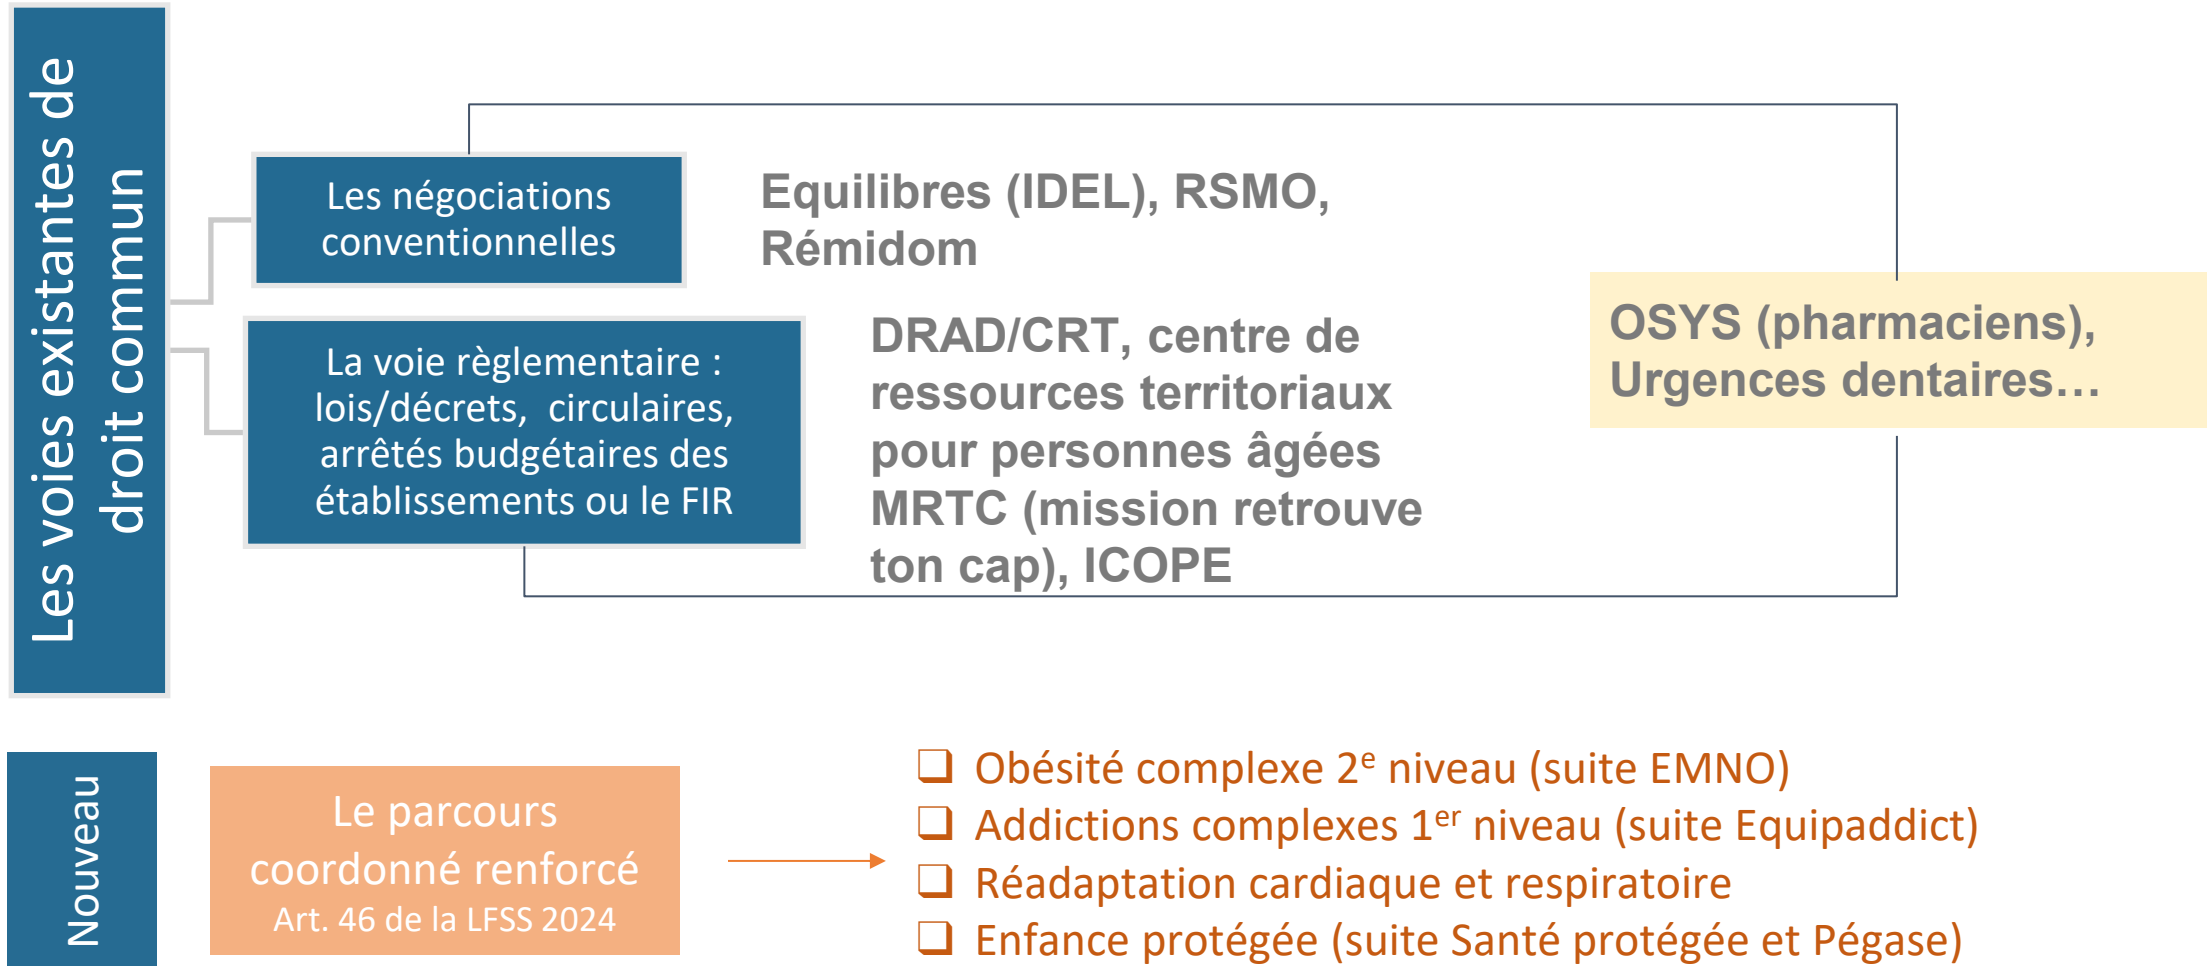 Les voies existantes de
droit commun
Les négociations
conventionnelles
Equilibres (IDEL), RSMO,
Rémidom
La voie règlementaire :
lois/décrets, circulaires,
arrêtés budgétaires des
établissements ou le FIR
DRAD/CRT, centre de
ressources territoriaux
pour personnes âgées
MRTC (mission retrouve
ton cap), ICOPE
OSYS (pharmaciens),
Urgences dentaires…
Nouveau
Le parcours
coordonné renforcé
Art. 46 de la LFSS 2024
❑ Obésité complexe 2e niveau (suite EMNO)
❑ Addictions complexes 1er niveau (suite Equipaddict)
❑ Réadaptation cardiaque et respiratoire
❑ Enfance protégée (suite Santé protégée et Pégase)